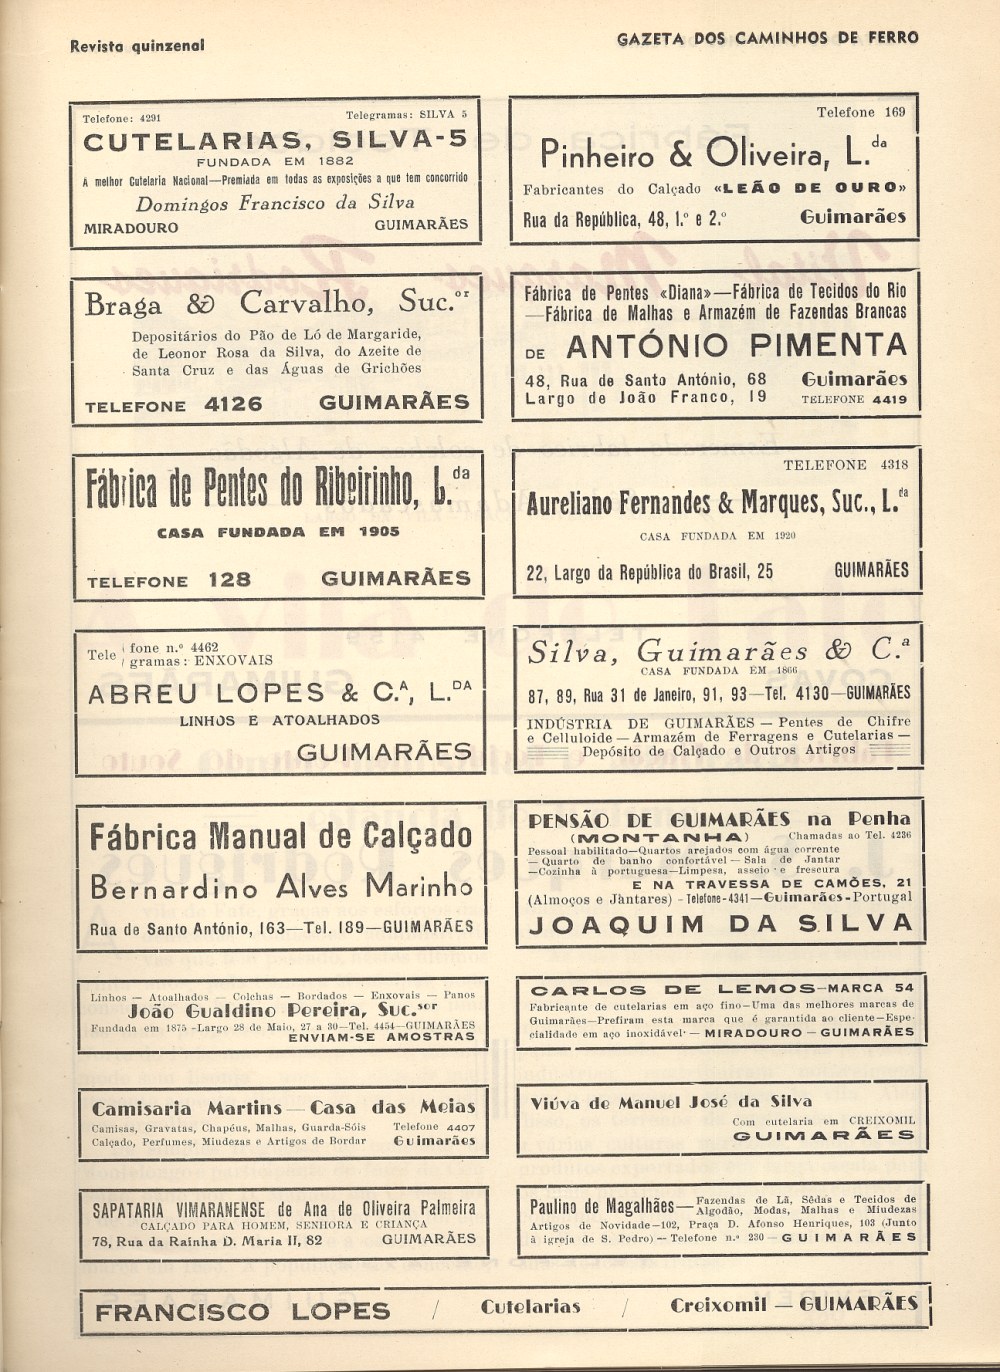 Revista quinzenal
GAZETA DOS CAMINHOS DE FERRO
Telefone: 4291 Telegramas: SILVA 5
CUTELARIAS, SILVA-5
FUNDADA EM 1882
A melhor Cutelaria Nacional—Premiada em todas as exposições a que tem concorrido
Domingos Francisco da Silva
MIRADOURO GUIMARÃES
Telefone 169
Pinheiro & Oliveira, L.da
Fabricantes do Calçado «LEÃO DE OURO»
Rua da República, 48, 1.º e 2.º Guimarães
Braga & Carvalho, Suc.or
Depositários do Pão de Ló de Margaride,
de Leonor Rosa da Silva, do Azeite de
Santa Cruz e das Águas de Grichões
TELEFONE 4126 GUIMARÃES
Fábrica de Pentes «Diana»—Fábrica de Tecidos do Rio
—Fábrica de Malhas e Armazém de Fazendas Brancas
DE ANTÓNIO PIMENTA
48, Rua de Santo António, 68 Guimarães
Largo de João Franco, 19 TELEFONE 4419
Fábrica de Pentes do Ribeirinho, L.da
CASA FUNDADA EM 1905
TELEFONE 128 GUIMARÃES
TELEFONE 4318
Aureliano Fernandes & Marques, Suc., L.da
CASA FUNDADA EM 1920
22, Largo da República do Brasil, 25 GUIMARÃES
Tele fone n.º 4462
gramas: ENXOVAIS
ABREU LOPES & C.A, L.DA
LINHOS E ATOALHADOS
GUIMARÃES
Silva, Guimarães & C.a
CASA FUNDADA EM 1866
87, 89, Rua 31 de Janeiro, 91, 93—Tel. 4130—GUIMARÃES
INDÚSTRIA DE GUIMARÃES — Pentes de Chifre
e Celluloide — Armazém de Ferragens e Cutelarias —
Depósito de Calçado e Outros Artigos
Fábrica Manual de Calçado
Bernardino Alves Marinho
Rua de Santo António, 163—Tel. 189—GUIMARÃES
PENSÃO DE GUIMARÃES na Penha
(MONTANHA) Chamadas ao Tel. 4236
Pessoal habilitado—Quartos arejados com água corrente
— Quarto de banho confortável — Sala de Jantar
—Cozinha à portuguesa—Limpesa, asseio e frescura
E NA TRAVESSA DE CAMÕES, 21
(Almoços e Jàntares) - Telefone-4341—Guimarães-Portugal
JOAQUIM DA SILVA
Linhos — Atoalhados — Colchas — Bordados — Enxovais — Panos
João Gualdino Pereira, Suc.sor
Fundada em 1875 -Largo 28 de Maio, 27 a 30—Tel. 4454—GUIMARÃES
ENVIAM-SE AMOSTRAS
CARLOS DE LEMOS—MARCA 54
Fabricante de cutelarias em aço fino—Uma das melhores marcas de
Guimarães—Prefiram esta marca que é garantida ao cliente—Espe-
cialidade em aço inoxidável — MIRADOURO — GUIMARÃES
Camisaria Martins — Casa das Meias
Camisas, Gravatas, Chapéus, Malhas, Guarda-Sóis Telefone 4407
Calçado, Perfumes, Miudezas e Artigos de Bordar Guimarães
Viúva de Manuel José da Silva
Com cutelaria em CREIXOMIL
GUIMARÃES
SAPATARIA VIMARANENSE de Ana de Oliveira Palmeira
CALÇADO PARA HOMEM, SENHORA E CRIANÇA
78, Rua da Raínha D. Maria II, 82 GUIMARÃES
Paulino de Magalhães— Fazendas de Lã, Sêdas e Tecidos de
Algodão, Modas, Malhas e Miudezas
Artigos de Novidade—102, Praça D. Afonso Henriques, 103 (Junto
à igreja de S. Pedro) — Telefone n.º 230 — GUIMARÃES
FRANCISCO LOPES / Cutelarias / Creixomil — GUIMARÃES